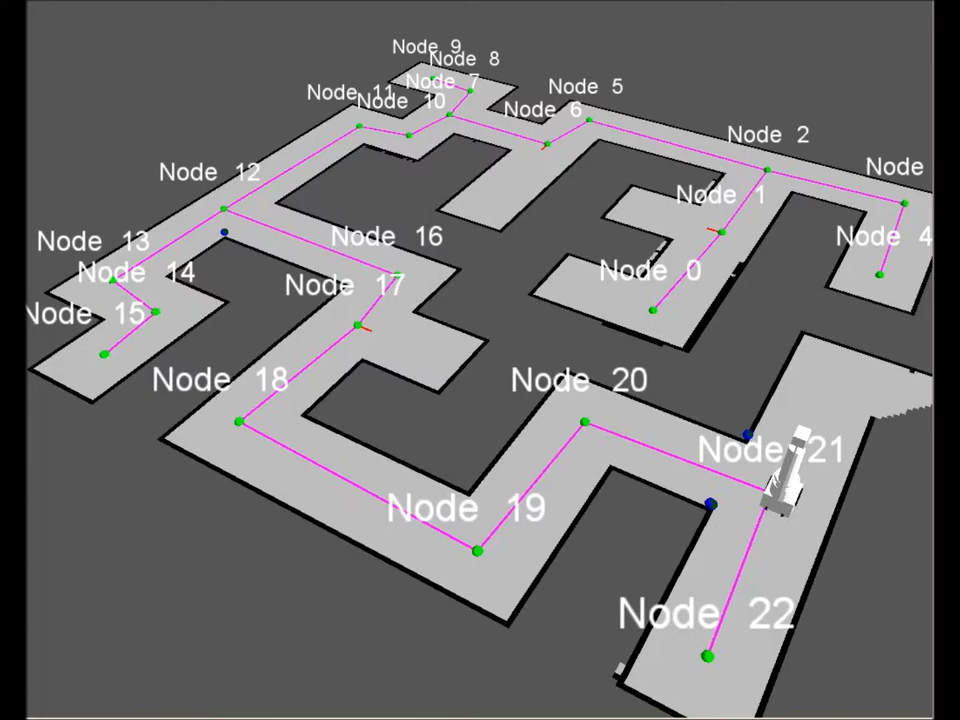 Node 9
Node 8
Node 7
Node 5
Node 11
Node 10
Node 6
Node 2
Node 12
Node
Node 1
Node 13
Node 16
Node 4
Node 14
Node 17
Node 0
Node 15
Node 18
Node 20
Node 21
Node 19
Node 22